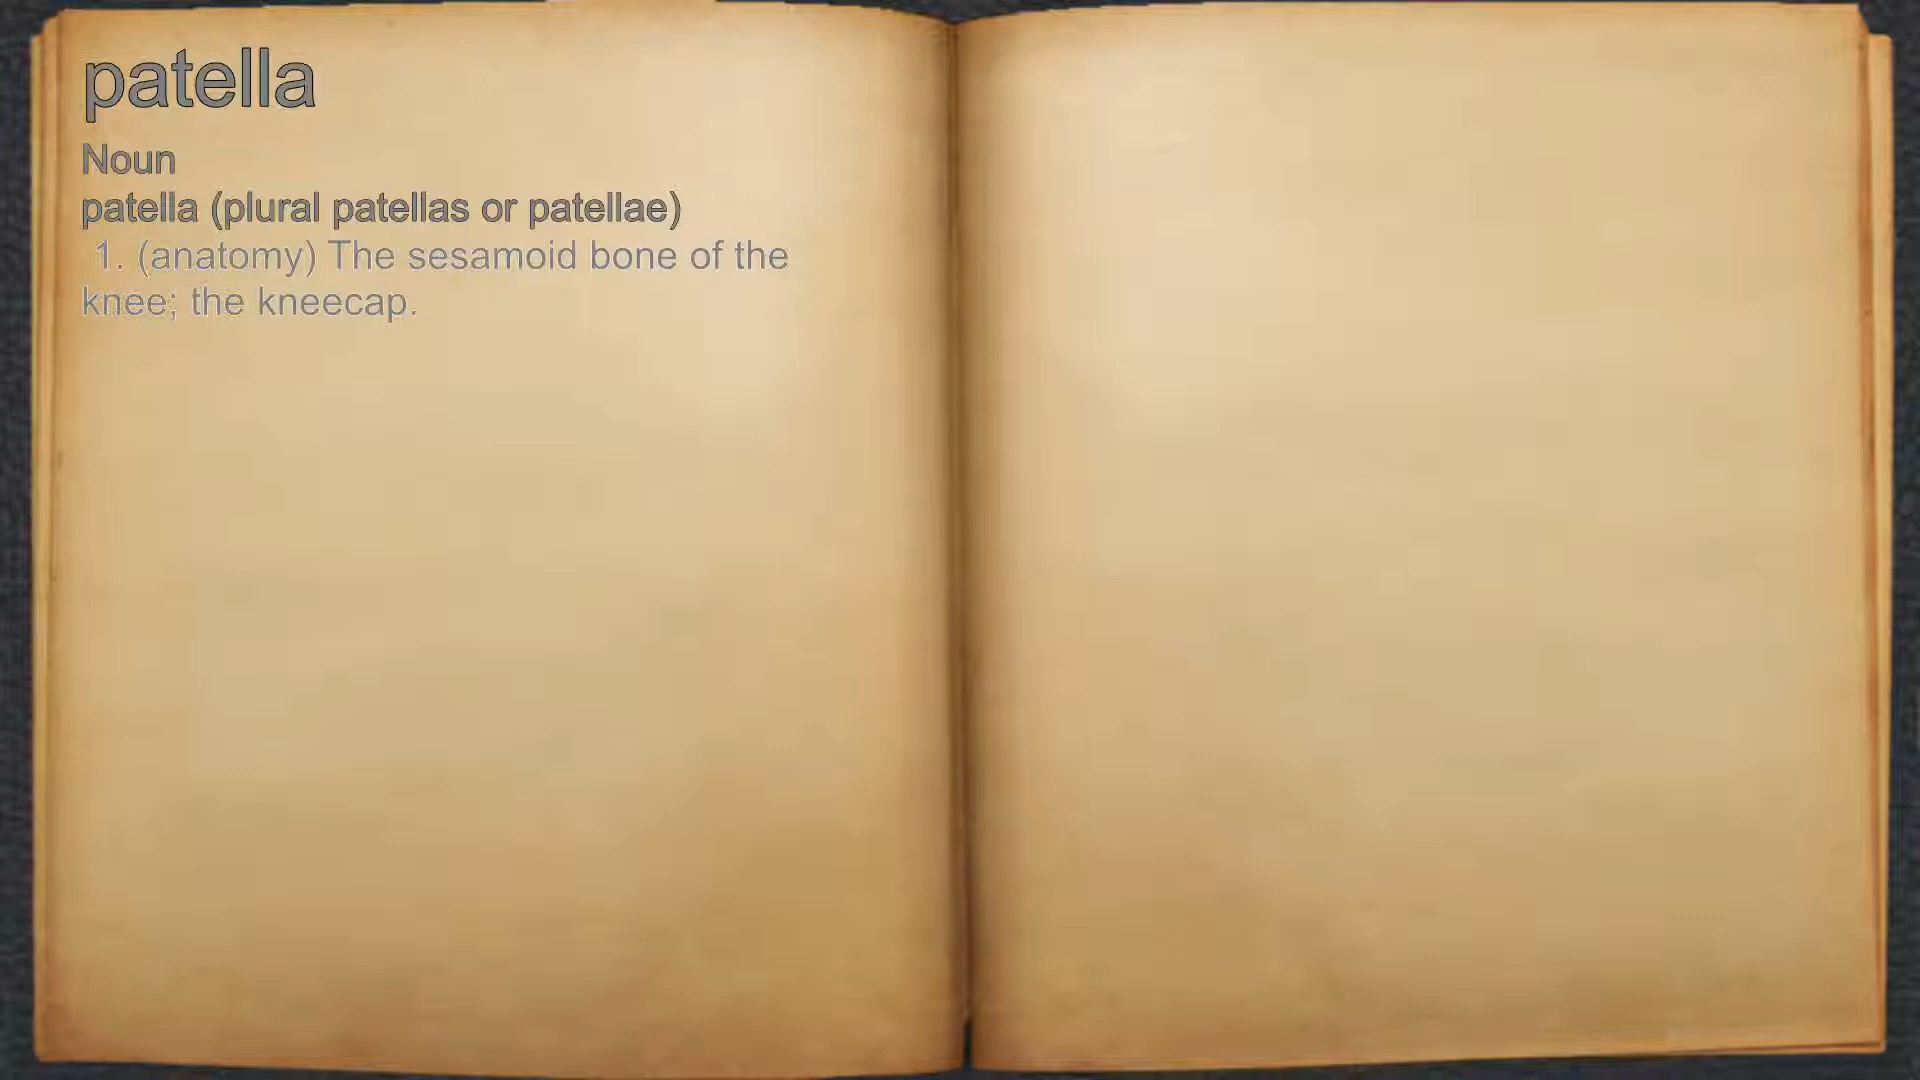 patella
Noun
patella (plural patellas or patellae)
1. (anatomy) The sesamoid bone of the
knee; the kneecap.